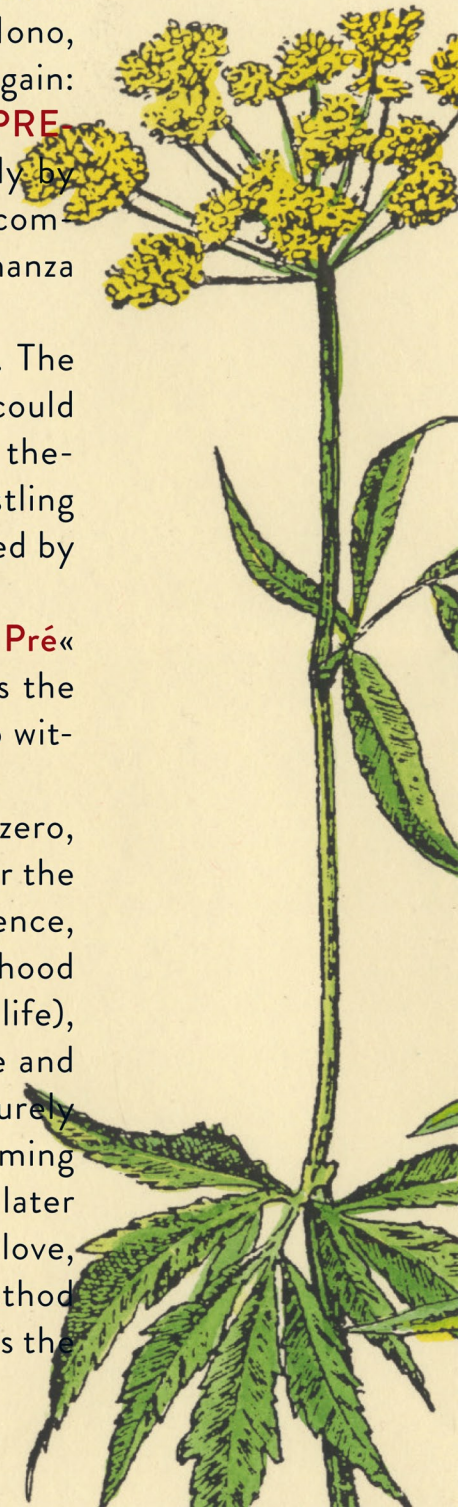 Mono,
gain:
PRE-
ly by
com-
nanza
. The
could
the-
stling
ed by
Pré«
s the
wit-
zero,
r the
ence,
hood
life),
e and
urely
ming
later
love,
thod
s the